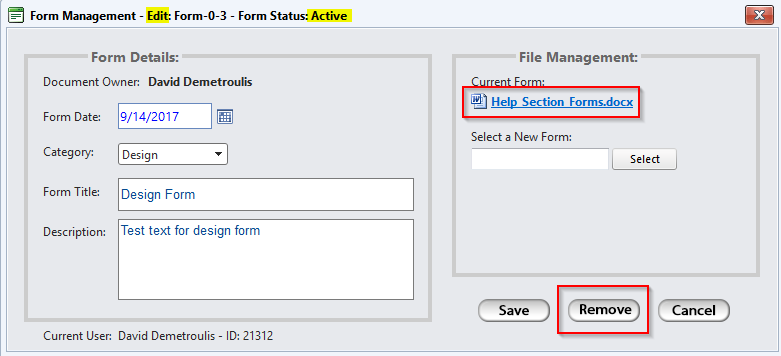 Form Management - Edit: Form-0-3 - Form Status: Active
Form Details:
Document Owner: David Demetroulis
Form Date: 9/14/2017
Category: Design
Form Title: Design Form
Description: Test text for design form
Current User: David Demetroulis - ID: 21312
File Management:
Current Form:
Help Section Forms.docx
Select a New Form:
Select
Save Remove Cancel